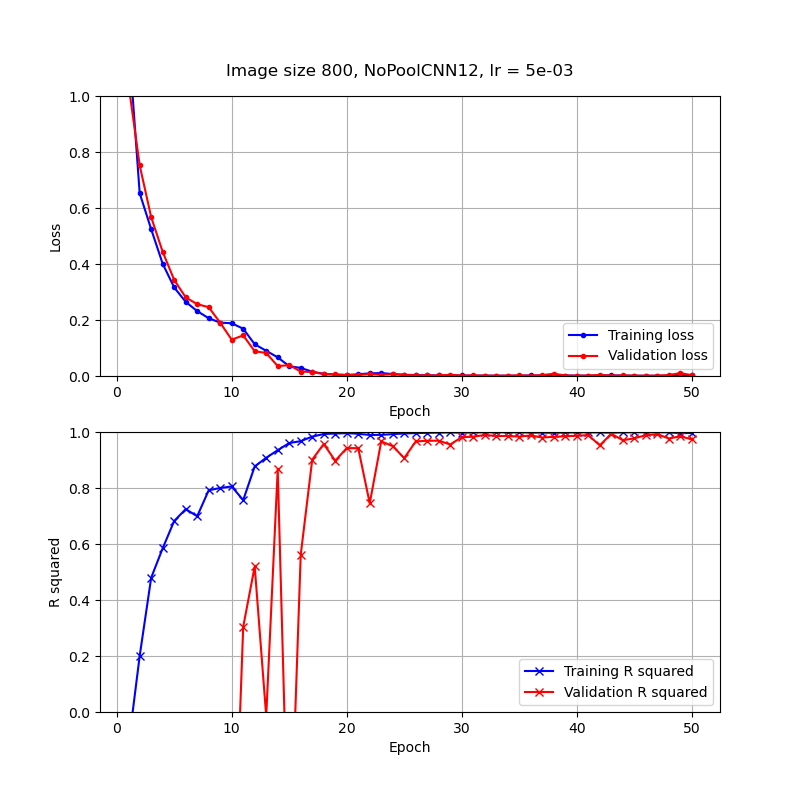 Image size 800, NoPoolCNN12, lr = 5e-03
1.0
0.8
0.6
0.4
0.2
0.0
Loss
Training loss
Validation loss
0 10 20 30 40 50
Epoch
1.0
0.8
0.6
0.4
0.2
0.0
R squared
Training R squared
Validation R squared
0 10 20 30 40 50
Epoch